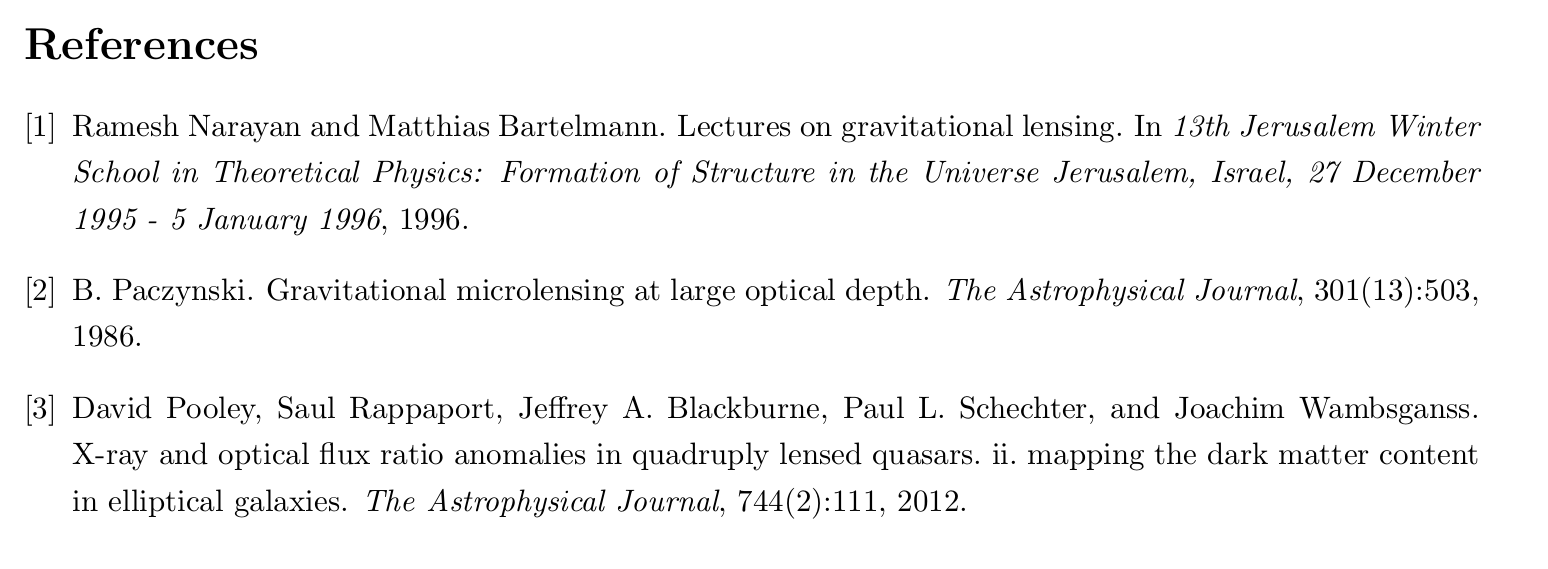 References
[1] Ramesh Narayan and Matthias Bartelmann. Lectures on gravitational lensing. In 13th Jerusalem Winter
School in Theoretical Physics: Formation of Structure in the Universe Jerusalem, Israel, 27 December
1995 - 5 January 1996, 1996.
[2] B. Paczynski. Gravitational microlensing at large optical depth. The Astrophysical Journal, 301(13):503,
1986.
[3] David Pooley, Saul Rappaport, Jeffrey A. Blackburne, Paul L. Schechter, and Joachim Wambsganss.
X-ray and optical flux ratio anomalies in quadruply lensed quasars. ii. mapping the dark matter content
in elliptical galaxies. The Astrophysical Journal, 744(2):111, 2012.